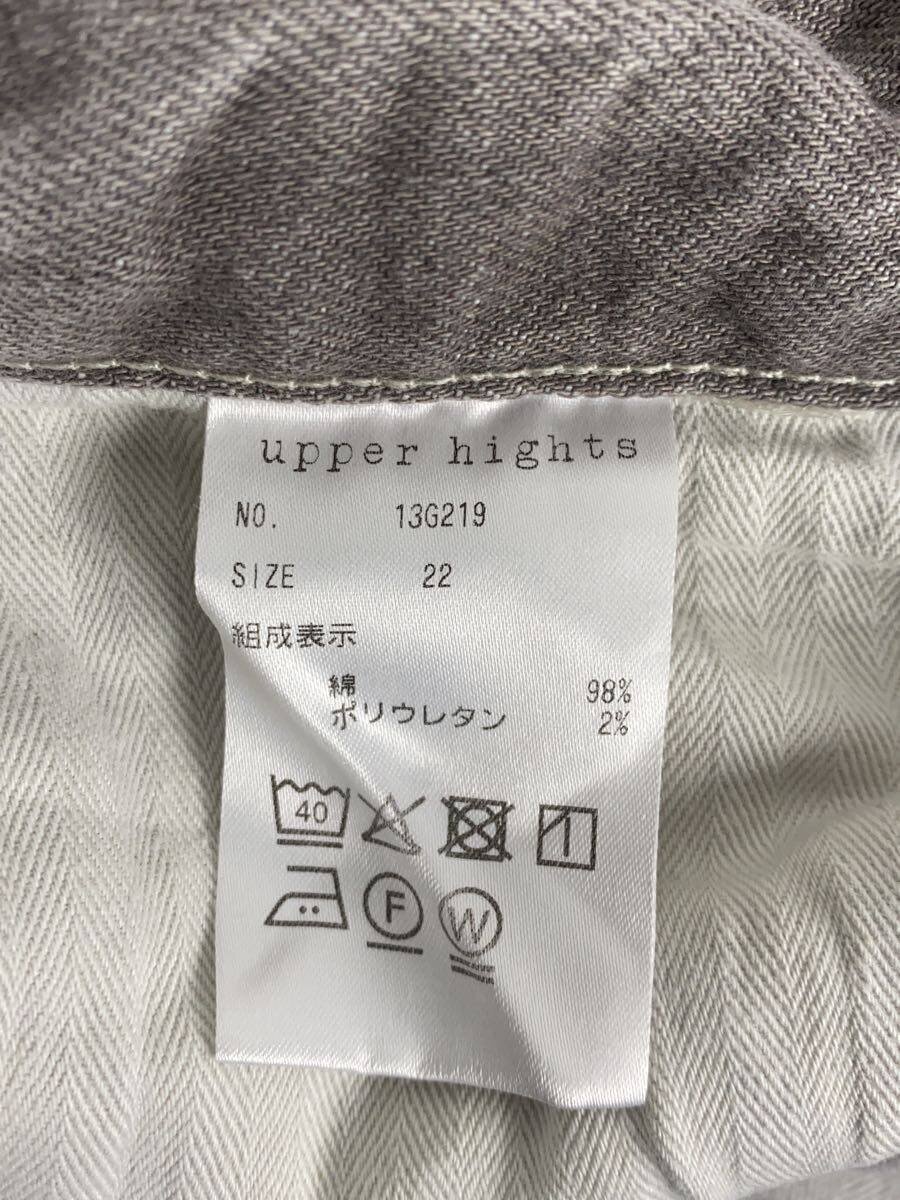 upper hights
NO. 13G219
SIZE 22
組成表示
綿 98%
ポリウレタン 2%
40
F W